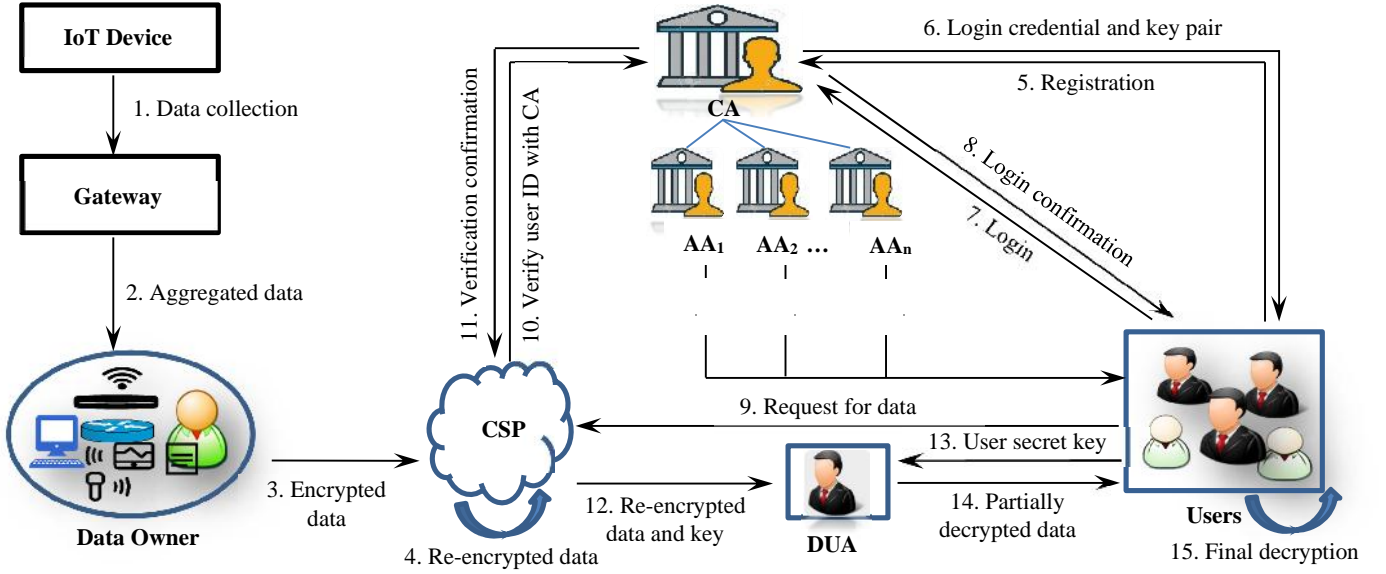 IoT Device
1. Data collection
Gateway
2. Aggregated data
Data Owner
3. Encrypted
data
CSP
4. Re-encrypted data
11. Verification confirmation
10. Verify user ID with CA
CA
AA1
AA2 ...
AAn
6. Login credential and key pair
5. Registration
8. Login confirmation
7. Login
9. Request for data
13. User secret key
12. Re-encrypted
data and key
DUA
14. Partially
decrypted data
Users
15. Final decryption